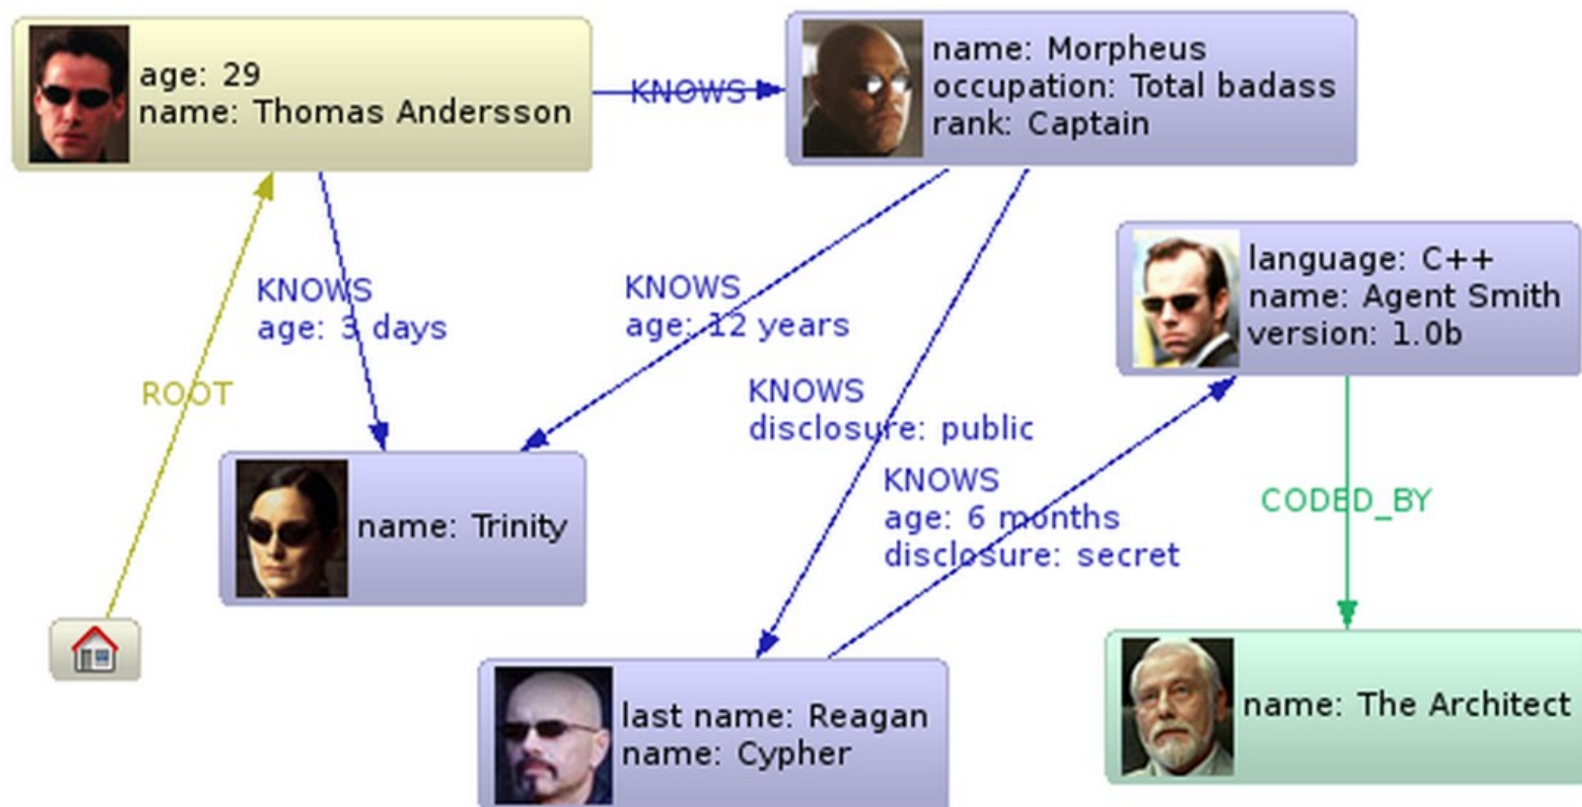 age: 29
name: Thomas Andersson
KNOWS
name: Morpheus
occupation: Total badass
rank: Captain
language: C++
name: Agent Smith
version: 1.0b
KNOWS
age: 3 days
KNOWS
age: 12 years
ROOT
KNOWS
disclosure: public
KNOWS
age: 6 months
disclosure: secret
CODED_BY
name: Trinity
last name: Reagan
name: Cypher
name: The Architect